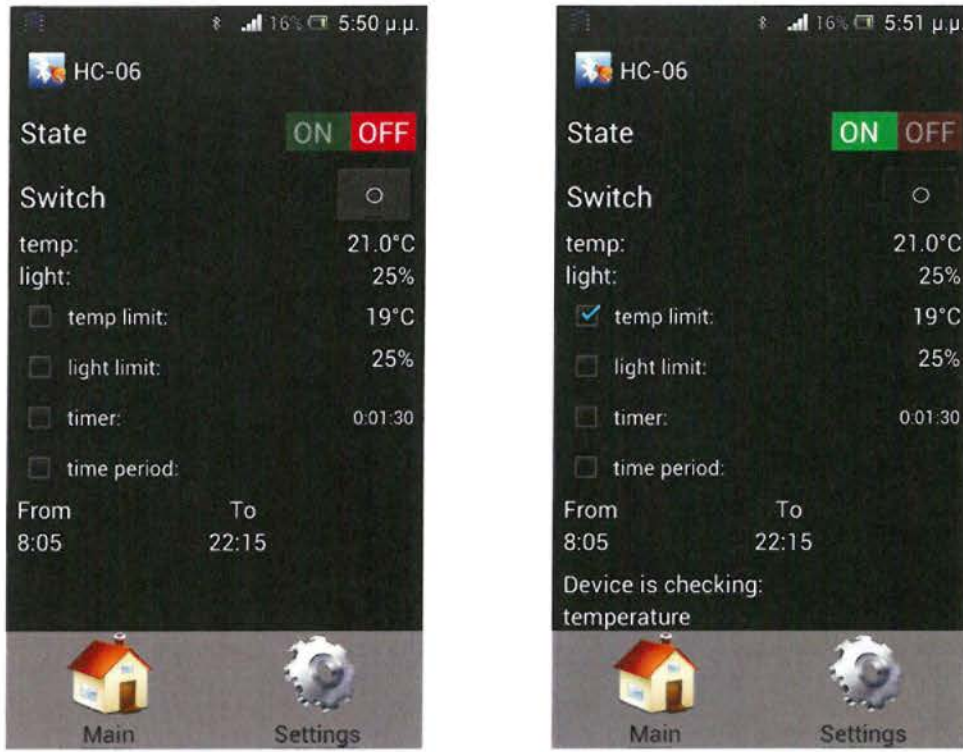 16% 5:50 μ.μ.
HC-06
State ON OFF
Switch
temp: 21.0°C
light: 25%
temp limit: 19°C
light limit: 25%
timer: 0:01:30
time period:
From To
8:05 22:15
Main Settings
16% 5:51 μ.μ.
HC-06
State ON OFF
Switch
temp: 21.0°C
light: 25%
temp limit: 19°C
light limit: 25%
timer: 0:01:30
time period:
From To
8:05 22:15
Device is checking:
temperature
Main Settings